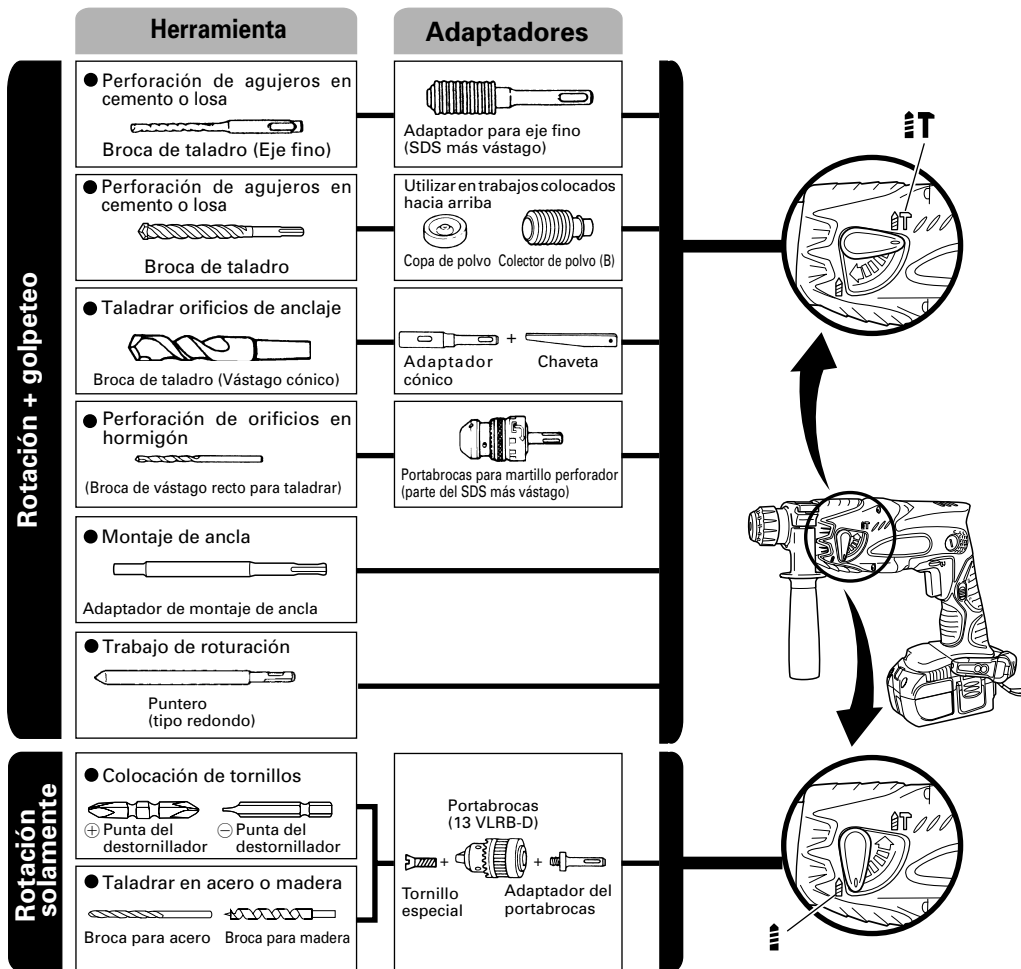 Herramienta
Adaptadores
Rotación + golpeteo
● Perforación de agujeros en
cemento o losa
Broca de taladro (Eje fino)
Adaptador para eje fino
(SDS más vástago)
● Perforación de agujeros en
cemento o losa
Broca de taladro
Utilizar en trabajos colocados
hacia arriba
Copa de polvo
Colector de polvo (B)
● Taladrar orificios de anclaje
Broca de taladro (Vástago cónico)
+
Adaptador
cónico
Chaveta
● Perforación de orificios en
hormigón
(Broca de vástago recto para taladrar)
Portabrocas para martillo perforador
(parte del SDS más vástago)
● Montaje de ancla
Adaptador de montaje de ancla
● Trabajo de roturación
Puntero
(tipo redondo)
Rotación
solamente
● Colocación de tornillos
⊕ Punta del
destornillador
⊖ Punta del
destornillador
● Taladrar en acero o madera
Broca para acero
Broca para madera
Portabrocas
(13 VLRB-D)
+
+
Tornillo
especial
Adaptador del
portabrocas